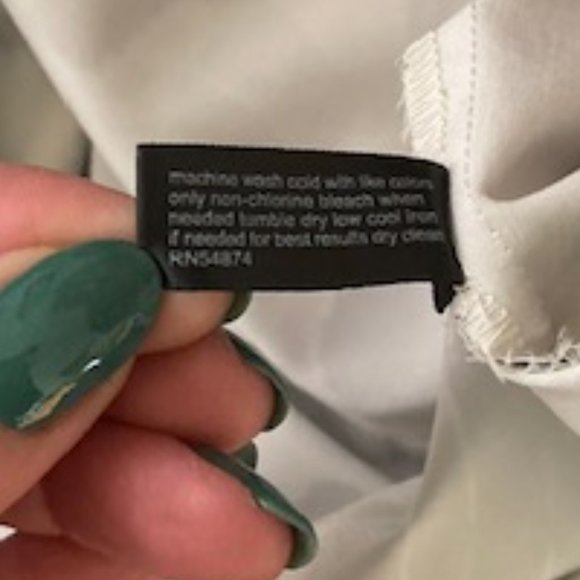 machine wash cold with like colors
only non-chlorine bleach when
needed tumble dry low cool iron
if needed for best results dry clean
RN54874